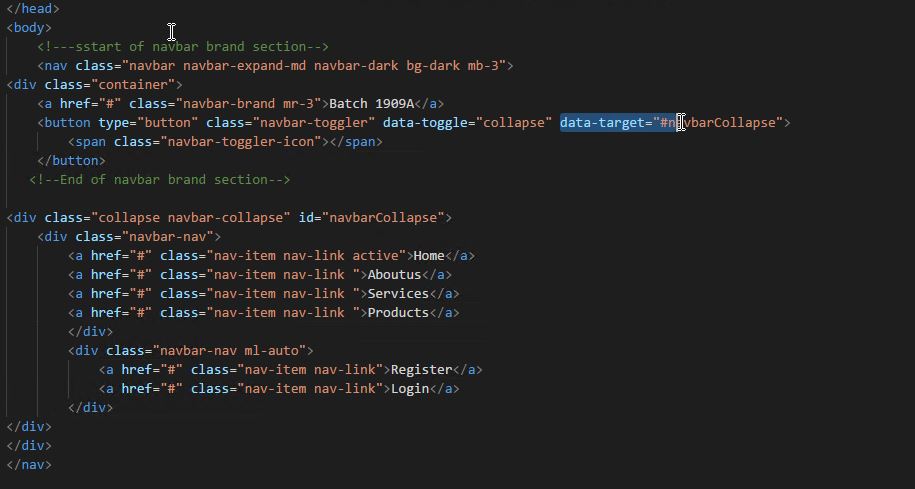 </head>
<body>
<!---sstart of navbar brand section-->
<nav class="navbar navbar-expand-md navbar-dark bg-dark mb-3">
<div class="container">
<a href="#" class="navbar-brand mr-3">Batch 1909A</a>
<button type="button" class="navbar-toggler" data-toggle="collapse" data-target="#navbarCollapse">
<span class="navbar-toggler-icon"></span>
</button>
<!--End of navbar brand section-->
<div class="collapse navbar-collapse" id="navbarCollapse">
<div class="navbar-nav">
<a href="#" class="nav-item nav-link active">Home</a>
<a href="#" class="nav-item nav-link ">Aboutus</a>
<a href="#" class="nav-item nav-link ">Services</a>
<a href="#" class="nav-item nav-link ">Products</a>
</div>
<div class="navbar-nav ml-auto">
<a href="#" class="nav-item nav-link">Register</a>
<a href="#" class="nav-item nav-link">Login</a>
</div>
</div>
</div>
</nav>